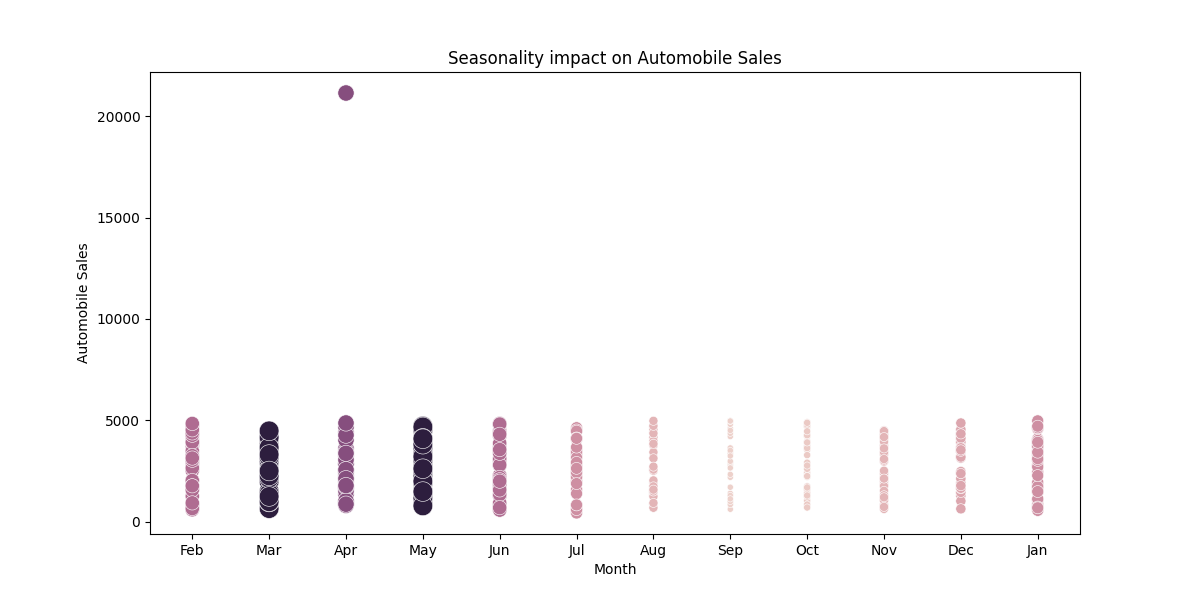 Seasonality impact on Automobile Sales
Automobile Sales
20000
15000
10000
5000
0
Feb Mar Apr May Jun Jul Aug Sep Oct Nov Dec Jan
Month